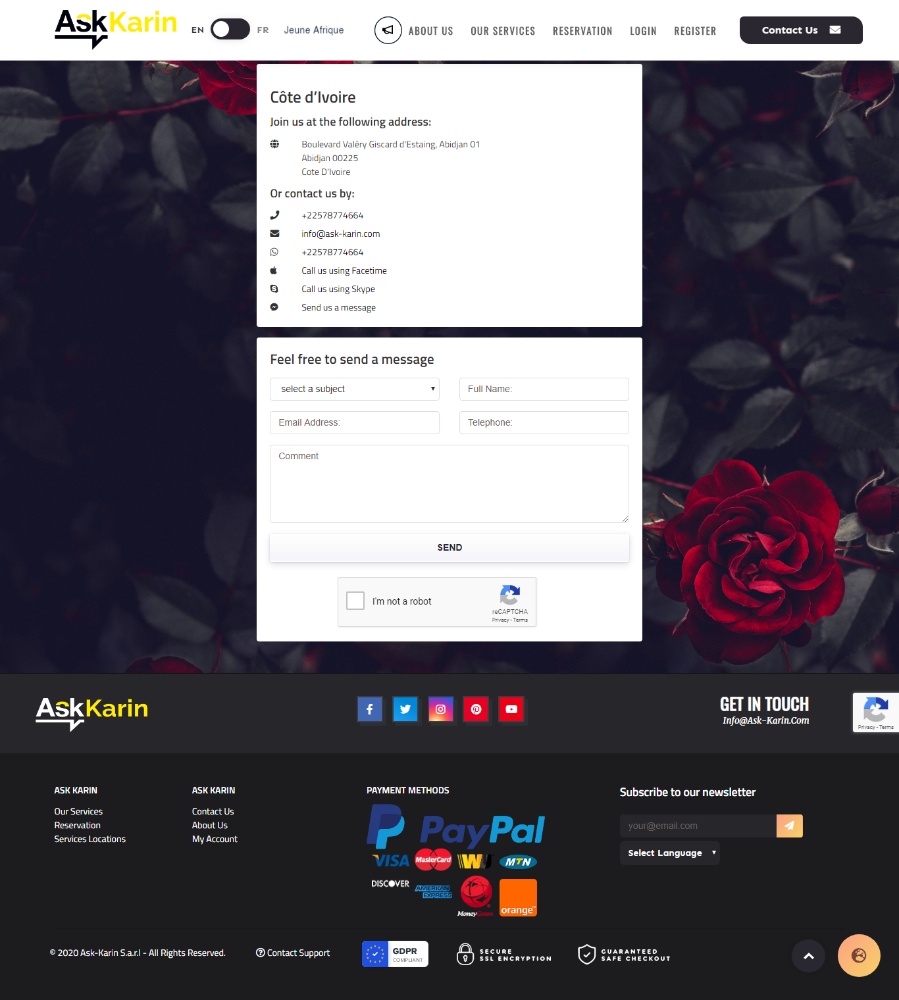 AskKarin
EN
FR
Jeune Afrique
ABOUT US
OUR SERVICES
RESERVATION
LOGIN
REGISTER
Contact Us
Côte d'Ivoire
Join us at the following address:
Boulevard Valéry Giscard d'Estaing, Abidjan 01
Abidjan 00225
Cote D'Ivoire
Or contact us by:
+22578774664
info@ask-karin.com
+22578774664
Call us using Facetime
Call us using Skype
Send us a message
Feel free to send a message
select a subject
Full Name:
Email Address:
Telephone:
Comment
SEND
I'm not a robot
reCAPTCHA
Privacy - Terms
AskKarin
GET IN TOUCH
Info@Ask-Karin.Com
Privacy - Terms
ASK KARIN
Our Services
Reservation
Services Locations
ASK KARIN
Contact Us
About Us
My Account
PAYMENT METHODS
PayPal
VISA
MasterCard
WU
MTN
DISCOVER
AMERICAN EXPRESS
MoneyGram
orange
Subscribe to our newsletter
your@email.com
Select Language
© 2020 Ask-Karin S.a.r.l - All Rights Reserved.
Contact Support
GDPR
COMPLIANT
SECURE
SSL ENCRYPTION
GUARANTEED
SAFE CHECKOUT